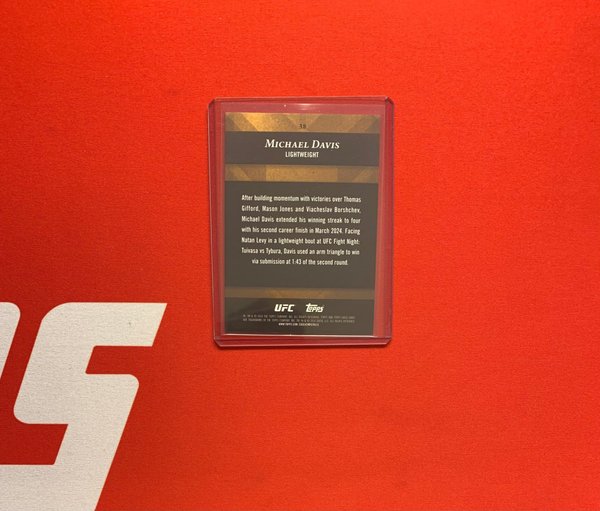 39
MICHAEL DAVIS
LIGHTWEIGHT
After building momentum with victories over Thomas
Gifford, Mason Jones and Viacheslav Borshchev,
Michael Davis extended his winning streak to four
with his second career finish in March 2024. Facing
Natan Levy in a lightweight bout at UFC Fight Night:
Tuivasa vs Tybura, Davis used an arm triangle to win
via submission at 1:43 of the second round.
UFC Topps